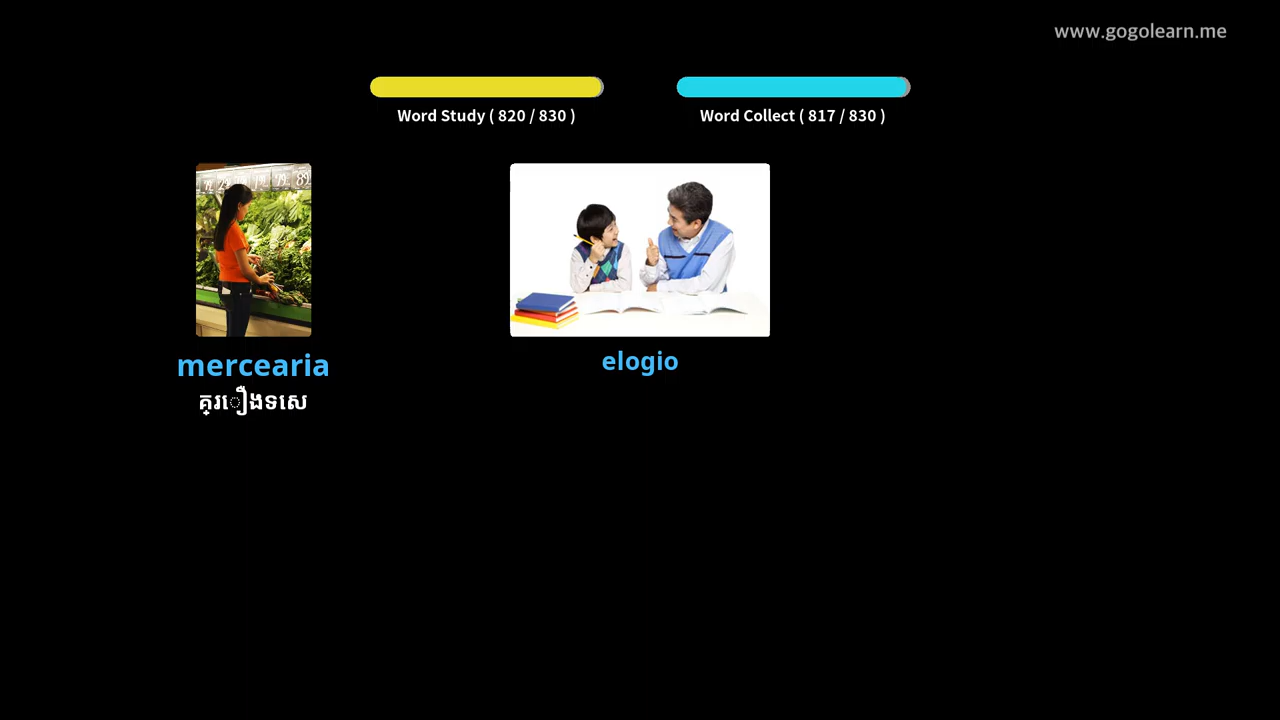 www.gogolearn.me
Word Study ( 820 / 830 )
Word Collect ( 817 / 830 )
mercearia
គ្រឿងទេស
elogio